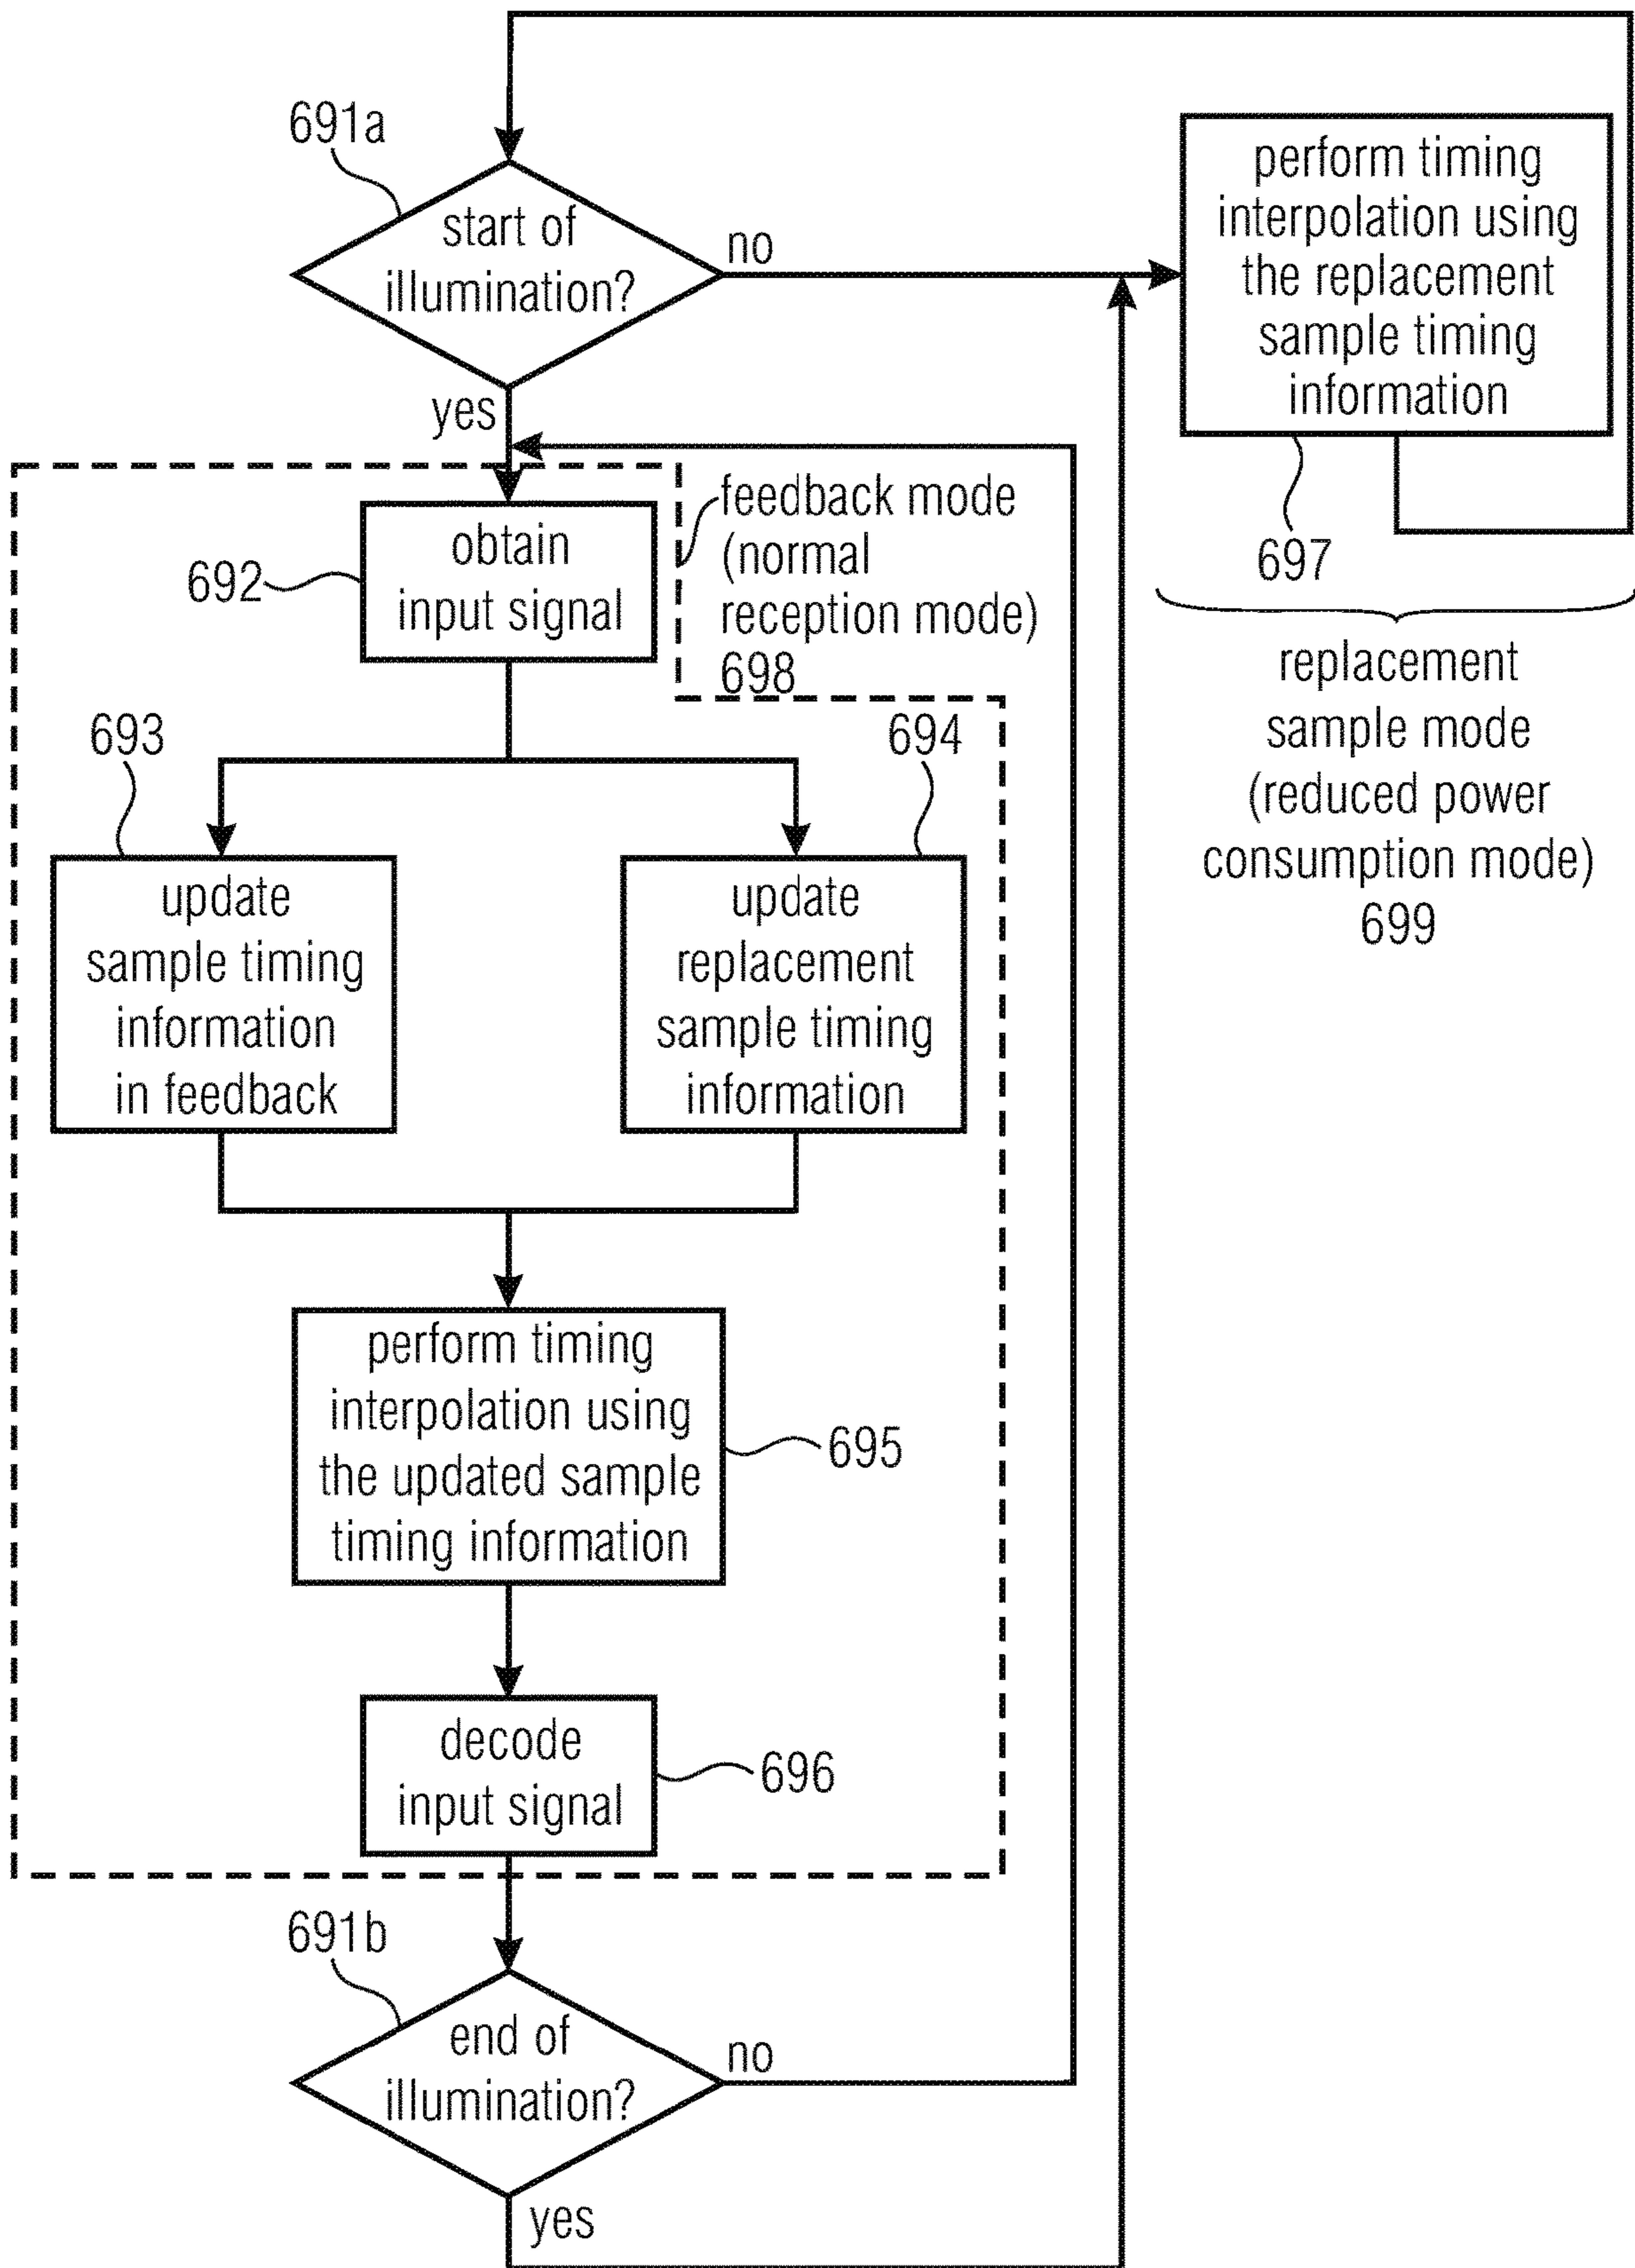 691a
start of
illumination?
no
yes
perform timing
interpolation using
the replacement
sample timing
information
697
replacement
sample mode
(reduced power
consumption mode)
699
feedback mode
(normal
reception mode)
698
692
obtain
input signal
693
update
sample timing
information
in feedback
694
update
replacement
sample timing
information
perform timing
interpolation using
the updated sample
timing information
695
decode
input signal
696
691b
end of
illumination?
no
yes